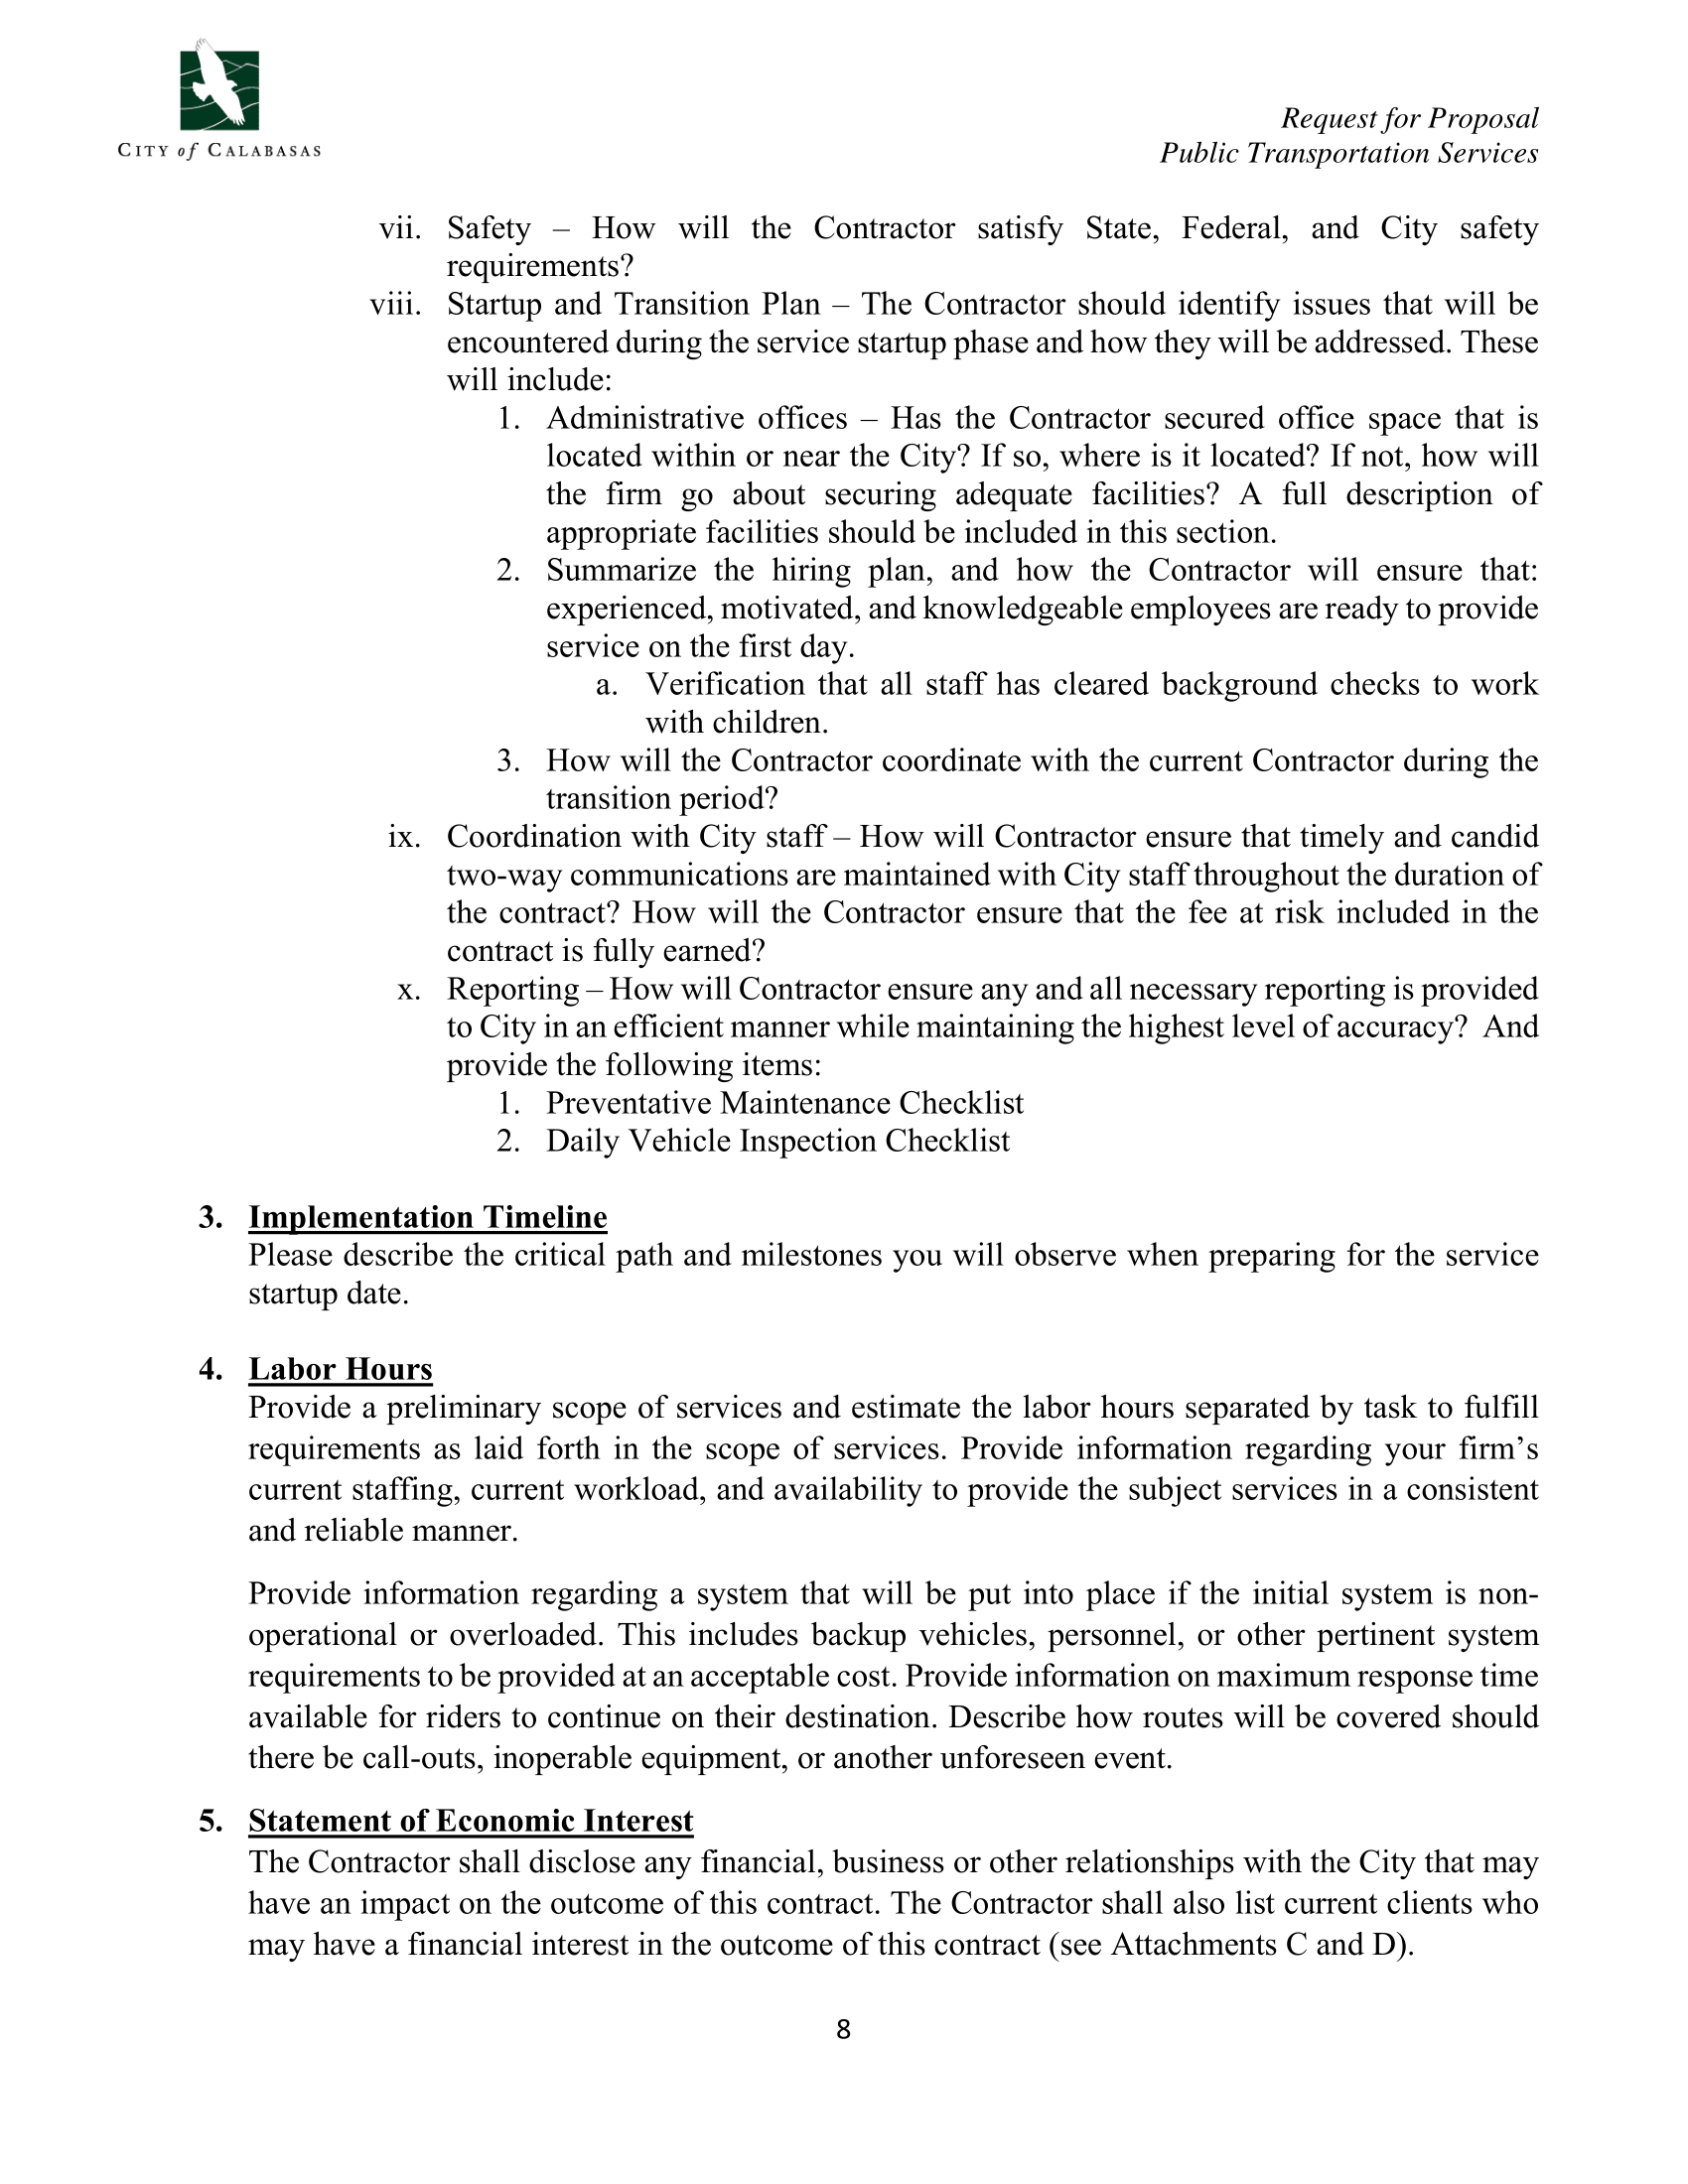 CITY of CALABASAS
Request for Proposal
Public Transportation Services
vii. Safety – How will the Contractor satisfy State, Federal, and City safety
requirements?
viii. Startup and Transition Plan – The Contractor should identify issues that will be
encountered during the service startup phase and how they will be addressed. These
will include:
1. Administrative offices – Has the Contractor secured office space that is
located within or near the City? If so, where is it located? If not, how will
the firm go about securing adequate facilities? A full description of
appropriate facilities should be included in this section.
2. Summarize the hiring plan, and how the Contractor will ensure that:
experienced, motivated, and knowledgeable employees are ready to provide
service on the first day.
a. Verification that all staff has cleared background checks to work
with children.
3. How will the Contractor coordinate with the current Contractor during the
transition period?
ix. Coordination with City staff – How will Contractor ensure that timely and candid
two-way communications are maintained with City staff throughout the duration of
the contract? How will the Contractor ensure that the fee at risk included in the
contract is fully earned?
x. Reporting – How will Contractor ensure any and all necessary reporting is provided
to City in an efficient manner while maintaining the highest level of accuracy? And
provide the following items:
1. Preventative Maintenance Checklist
2. Daily Vehicle Inspection Checklist
3. Implementation Timeline
Please describe the critical path and milestones you will observe when preparing for the service
startup date.
4. Labor Hours
Provide a preliminary scope of services and estimate the labor hours separated by task to fulfill
requirements as laid forth in the scope of services. Provide information regarding your firm’s
current staffing, current workload, and availability to provide the subject services in a consistent
and reliable manner.
Provide information regarding a system that will be put into place if the initial system is non-
operational or overloaded. This includes backup vehicles, personnel, or other pertinent system
requirements to be provided at an acceptable cost. Provide information on maximum response time
available for riders to continue on their destination. Describe how routes will be covered should
there be call-outs, inoperable equipment, or another unforeseen event.
5. Statement of Economic Interest
The Contractor shall disclose any financial, business or other relationships with the City that may
have an impact on the outcome of this contract. The Contractor shall also list current clients who
may have a financial interest in the outcome of this contract (see Attachments C and D).
8